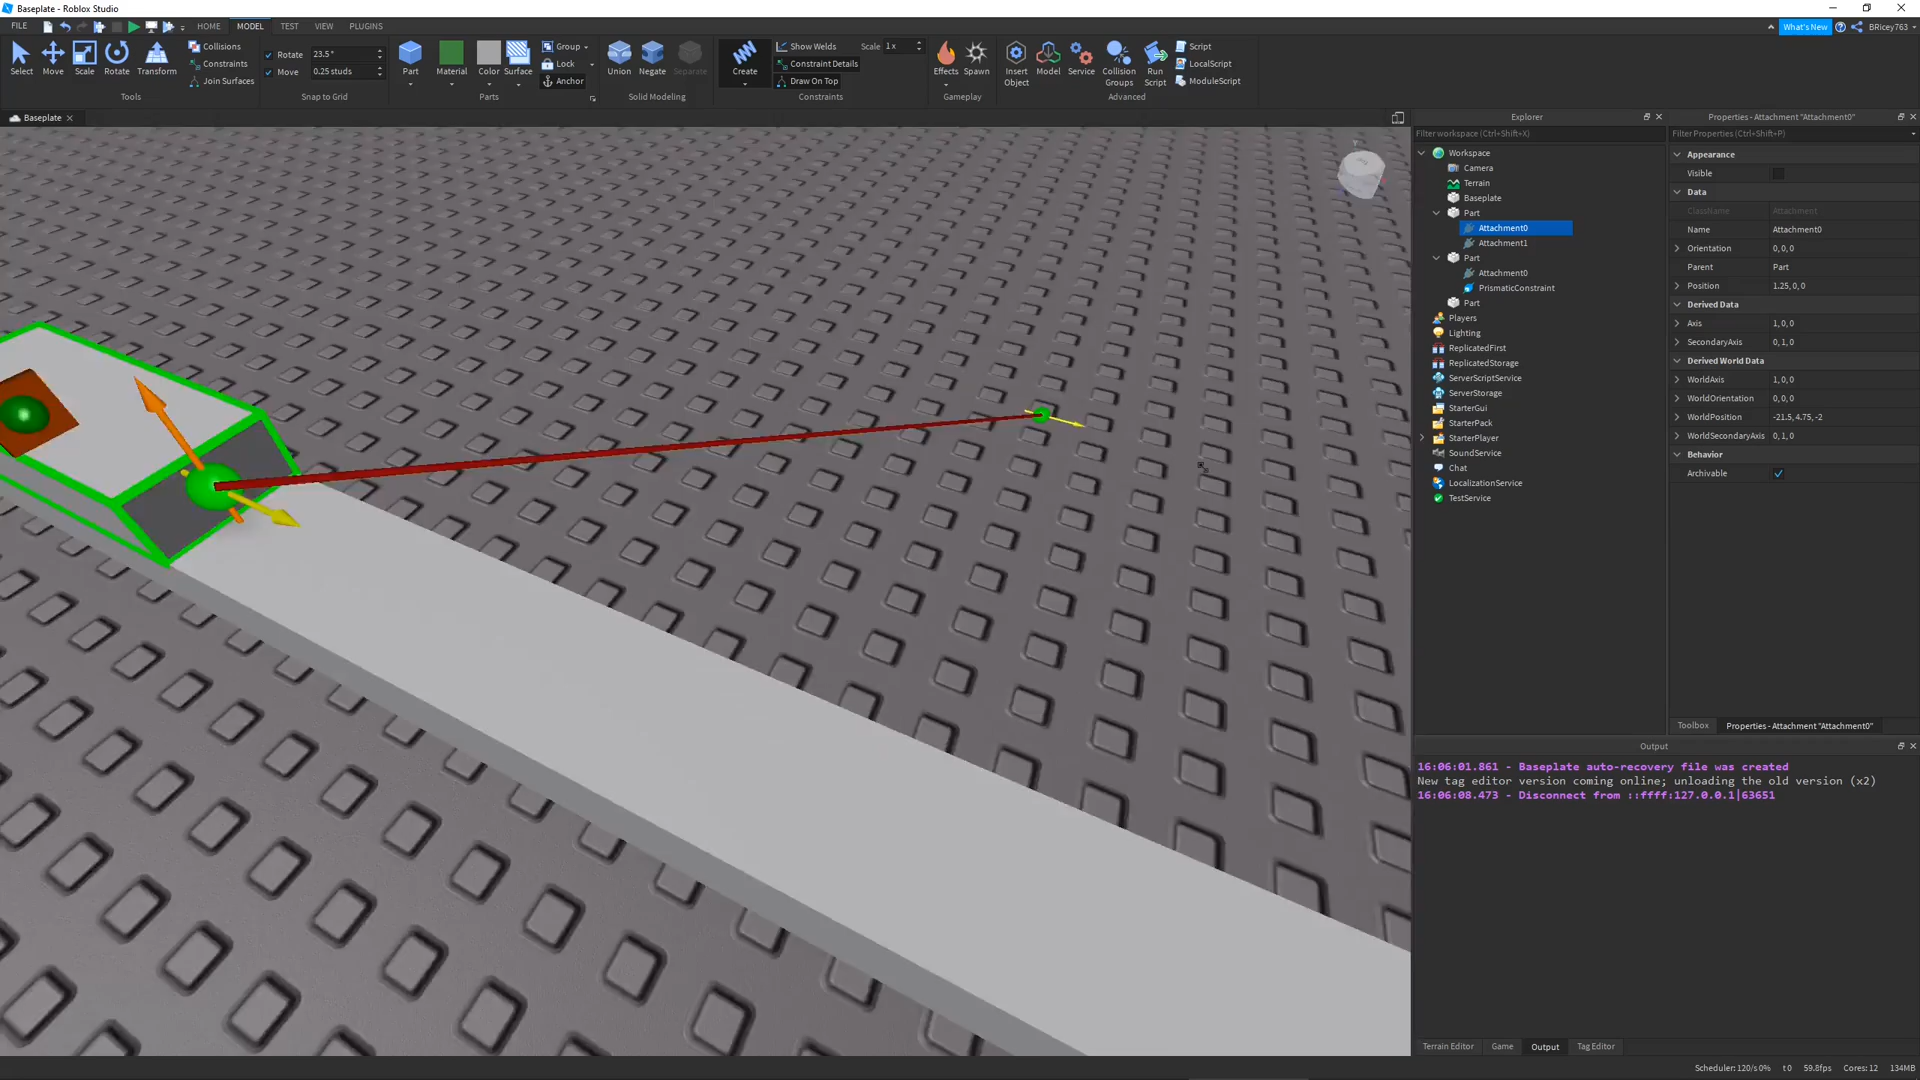 Baseplate - Roblox Studio
FILE HOME MODEL TEST VIEW PLUGINS
What's New BRicey763
Select Move Scale Rotate Transform
Collisions
Constraints
Join Surfaces
Tools
Rotate 23.5°
Move 0.25 studs
Snap to Grid
Part Material Color Surface
Group
Lock
Anchor
Parts
Union Negate Separate
Solid Modeling
Create
Show Welds Scale 1 x
Constraint Details
Draw On Top
Constraints
Effects Spawn
Gameplay
Insert Object Model Service Collision Groups Run Script
Script
LocalScript
ModuleScript
Advanced
Baseplate
Explorer
Filter workspace (Ctrl+Shift+X)
Workspace
Camera
Terrain
Baseplate
Part
Attachment0
Attachment1
Part
Attachment0
PrismaticConstraint
Part
Players
Lighting
ReplicatedFirst
ReplicatedStorage
ServerScriptService
ServerStorage
StarterGui
StarterPack
StarterPlayer
SoundService
Chat
LocalizationService
TestService
Properties - Attachment "Attachment0"
Filter Properties (Ctrl+Shift+P)
Appearance
Visible
Data
ClassName Attachment
Name Attachment0
Orientation 0, 0, 0
Parent Part
Position 1.25, 0, 0
Derived Data
Axis 1, 0, 0
SecondaryAxis 0, 1, 0
Derived World Data
WorldAxis 1, 0, 0
WorldOrientation 0, 0, 0
WorldPosition -21.5, 4.75, -2
WorldSecondaryAxis 0, 1, 0
Behavior
Archivable
Toolbox Properties - Attachment "Attachment0"
Output
16:06:01.861 - Baseplate auto-recovery file was created
New tag editor version coming online; unloading the old version (x2)
16:06:08.473 - Disconnect from ::ffff:127.0.0.1|63651
Terrain Editor Game Output Tag Editor
Scheduler: 120/s 0% t 0 59.8fps Cores: 12 134MB